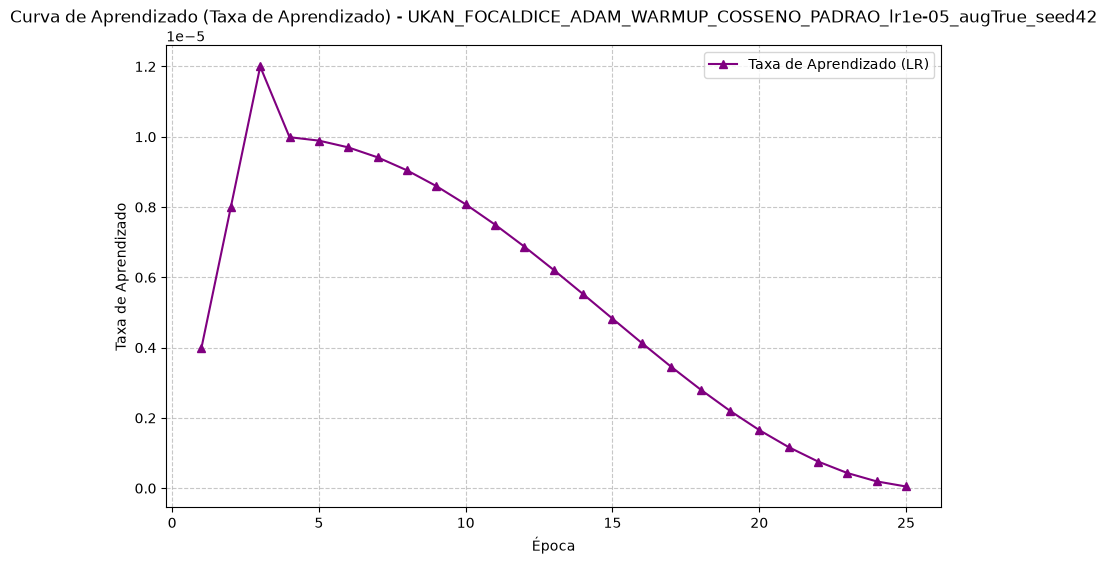 Curva de Aprendizado (Taxa de Aprendizado) - UKAN_FOCALDICE_ADAM_WARMUP_COSSENO_PADRAO_lr1e-05_augTrue_seed42
1e−5
Taxa de Aprendizado (LR)
1.2
1.0
0.8
0.6
0.4
0.2
0.0
Taxa de Aprendizado
0 5 10 15 20 25
Época